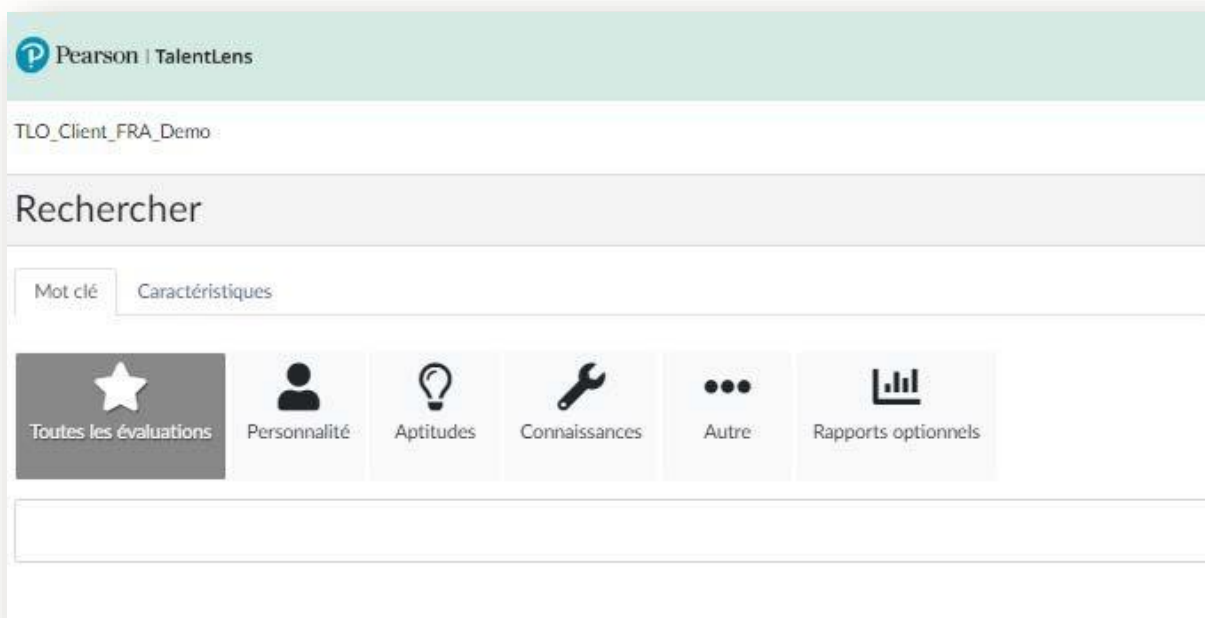 Pearson | TalentLens
TLO_Client_FRA_Demo
Rechercher
Mot clé Caractéristiques
Toutes les évaluations Personnalité Aptitudes Connaissances Autre Rapports optionnels